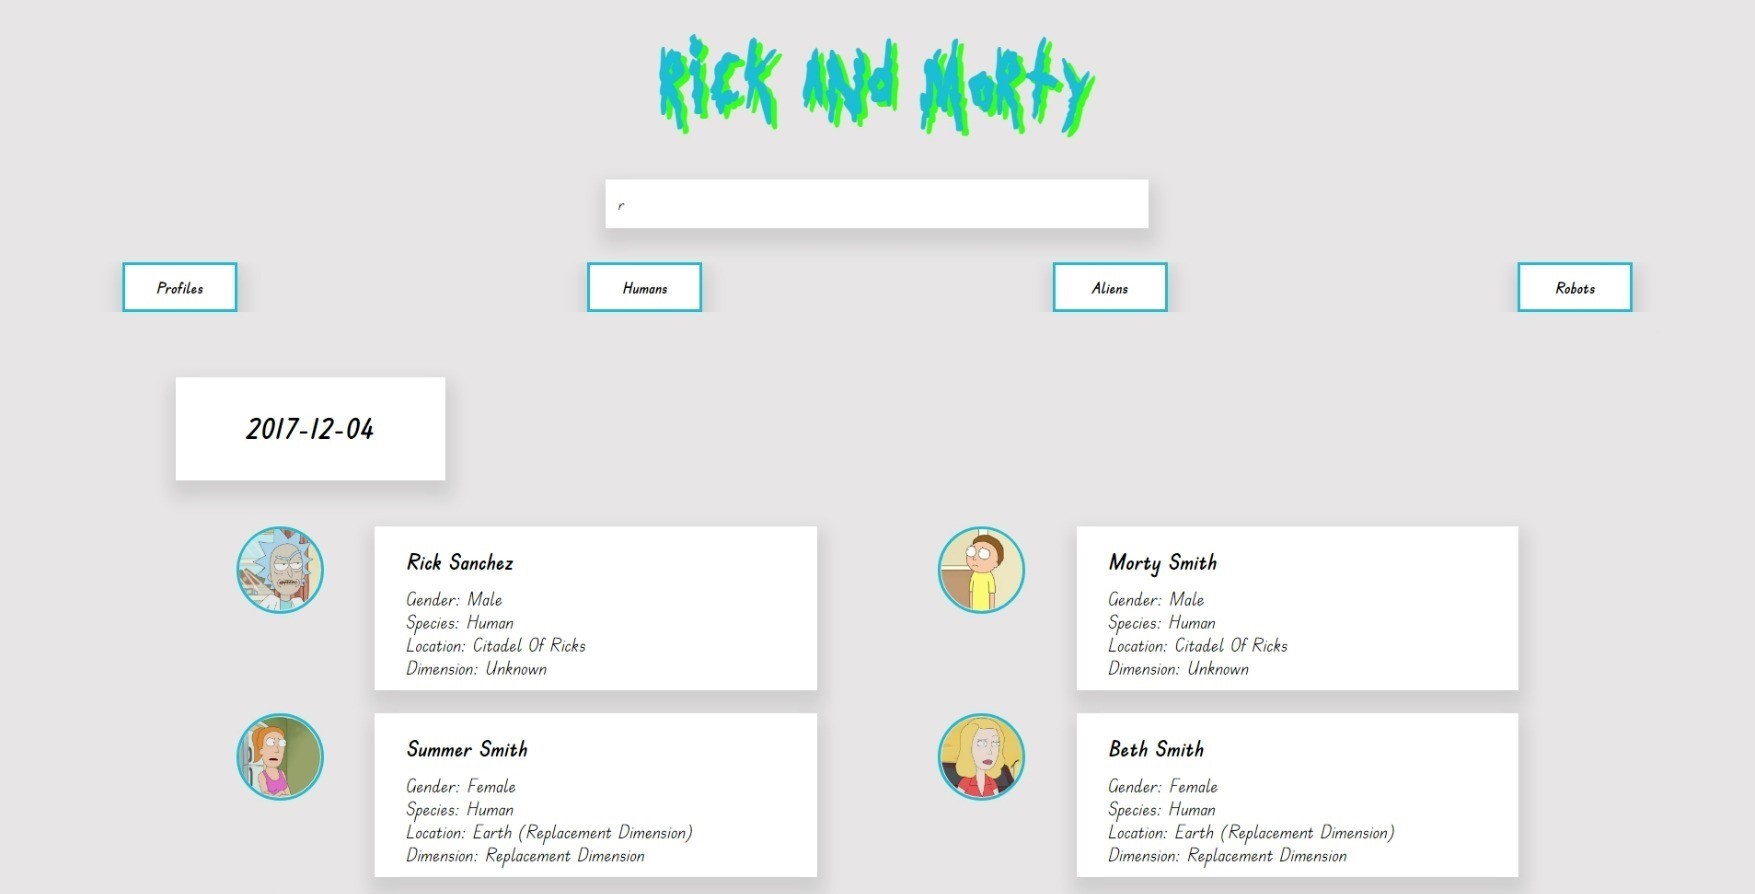 Rick and Morty
r
Profiles
Humans
Aliens
Robots
2017-12-04
Rick Sanchez
Gender: Male
Species: Human
Location: Citadel Of Ricks
Dimension: Unknown
Morty Smith
Gender: Male
Species: Human
Location: Citadel Of Ricks
Dimension: Unknown
Summer Smith
Gender: Female
Species: Human
Location: Earth (Replacement Dimension)
Dimension: Replacement Dimension
Beth Smith
Gender: Female
Species: Human
Location: Earth (Replacement Dimension)
Dimension: Replacement Dimension